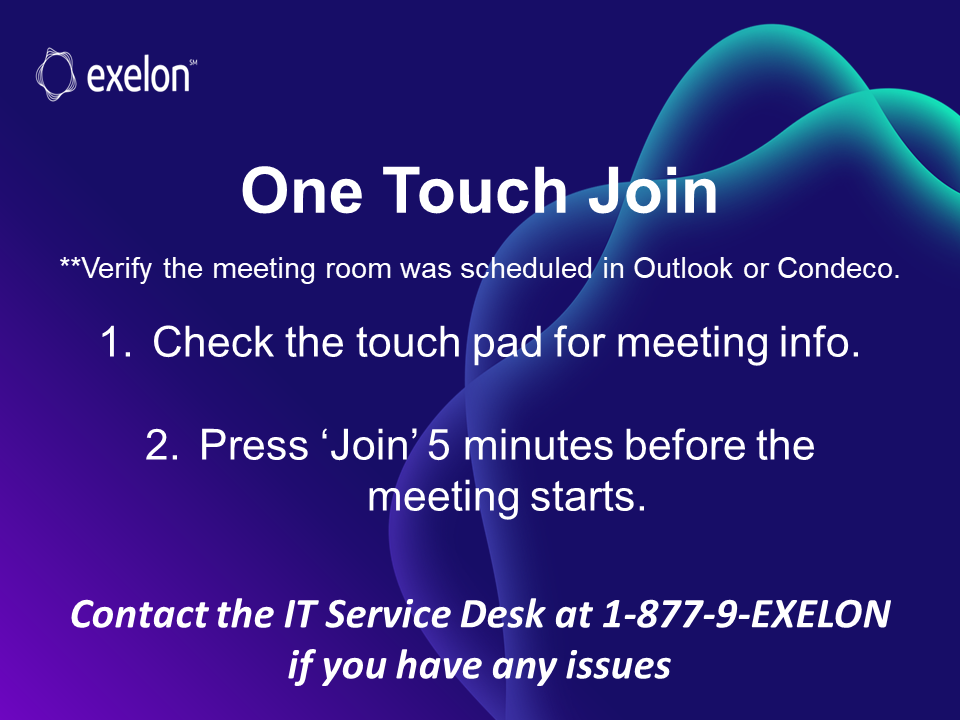 exelon℠
One Touch Join
**Verify the meeting room was scheduled in Outlook or Condeco.
1. Check the touch pad for meeting info.
2. Press ‘Join’ 5 minutes before the
meeting starts.
Contact the IT Service Desk at 1-877-9-EXELON
if you have any issues